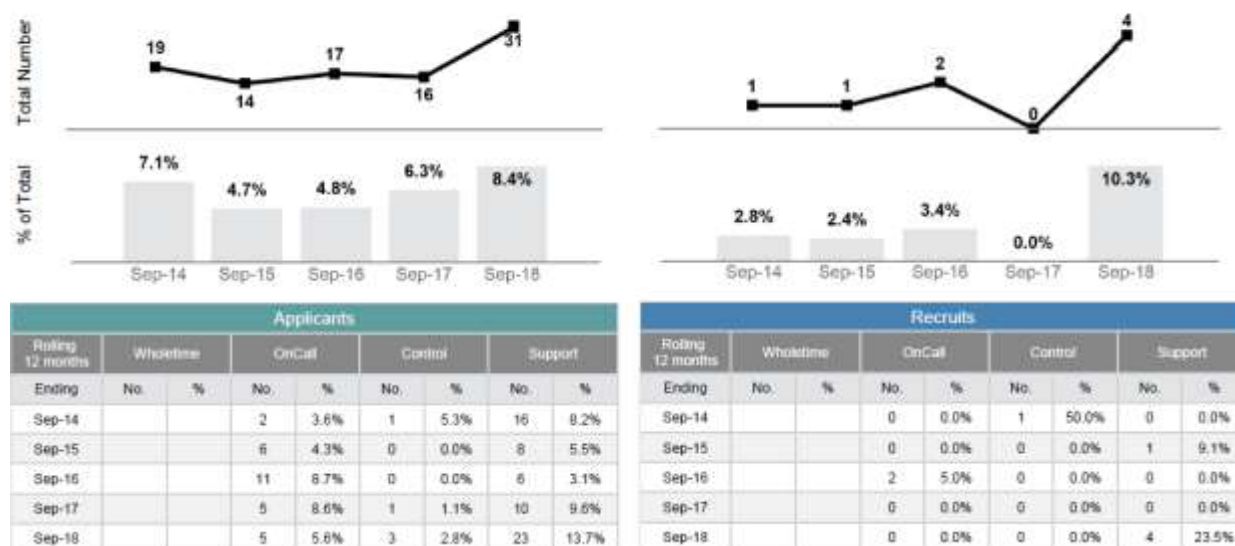 Total Number
19
14
17
16
31
% of Total
7.1%
4.7%
4.8%
6.3%
8.4%
Sep-14 Sep-15 Sep-16 Sep-17 Sep-18
1
1
2
0
4
2.8%
2.4%
3.4%
0.0%
10.3%
Sep-14 Sep-15 Sep-16 Sep-17 Sep-18
Applicants
Rolling 12 months Wholetime OnCall Control Support
Ending No. % No. % No. % No. %
Sep-14 2 3.6% 1 5.3% 16 8.2%
Sep-15 6 4.3% 0 0.0% 8 5.5%
Sep-16 11 8.7% 0 0.0% 6 3.1%
Sep-17 5 8.6% 1 1.1% 10 9.6%
Sep-18 5 5.6% 3 2.8% 23 13.7%
Recruits
Rolling 12 months Wholetime OnCall Control Support
Ending No. % No. % No. % No. %
Sep-14 0 0.0% 1 50.0% 0 0.0%
Sep-15 0 0.0% 0 0.0% 1 9.1%
Sep-16 2 5.0% 0 0.0% 0 0.0%
Sep-17 0 0.0% 0 0.0% 0 0.0%
Sep-18 0 0.0% 0 0.0% 4 23.5%